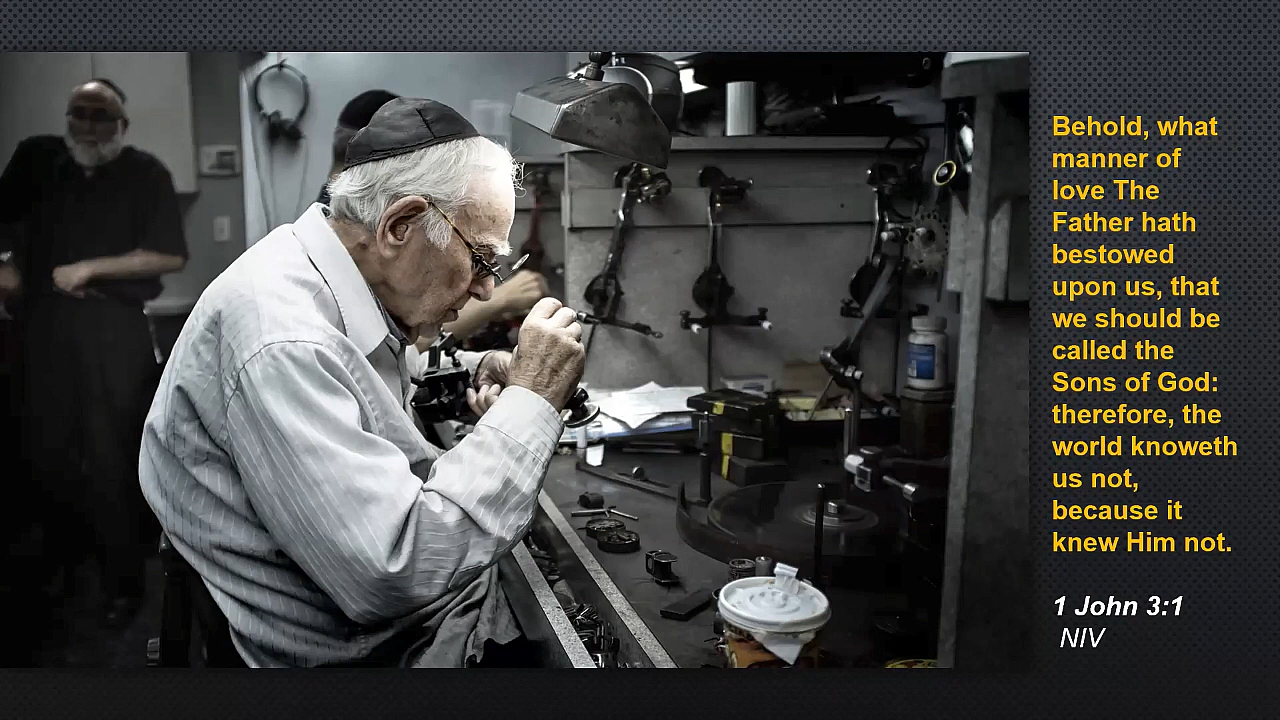 Behold, what
manner of
love The
Father hath
bestowed
upon us, that
we should be
called the
Sons of God:
therefore, the
world knoweth
us not,
because it
knew Him not.
1 John 3:1
NIV